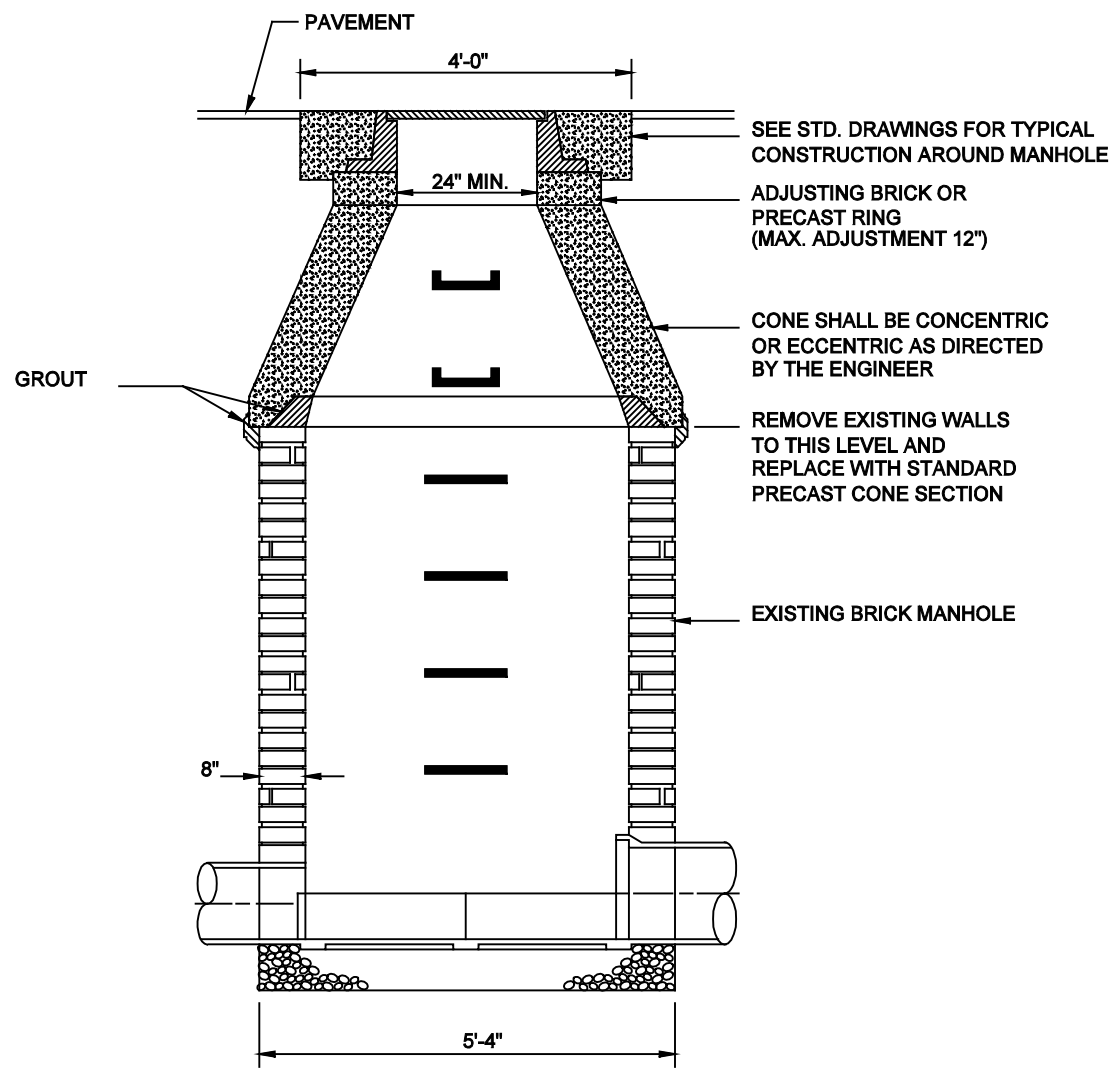 PAVEMENT
4'-0"
SEE STD. DRAWINGS FOR TYPICAL
CONSTRUCTION AROUND MANHOLE
24" MIN.
ADJUSTING BRICK OR
PRECAST RING
(MAX. ADJUSTMENT 12")
CONE SHALL BE CONCENTRIC
OR ECCENTRIC AS DIRECTED
BY THE ENGINEER
GROUT
REMOVE EXISTING WALLS
TO THIS LEVEL AND
REPLACE WITH STANDARD
PRECAST CONE SECTION
EXISTING BRICK MANHOLE
8"
5'-4"